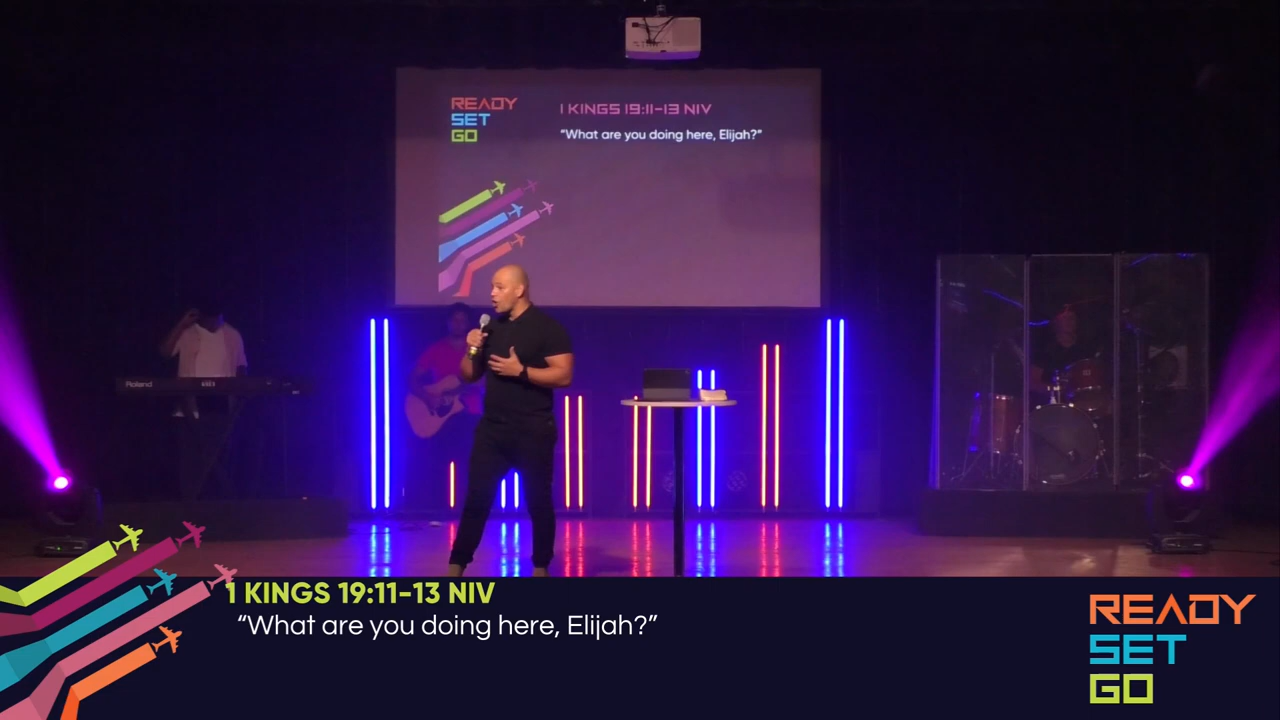 READY
SET
GO
1 KINGS 19:11-13 NIV
“What are you doing here, Elijah?”
Roland
1 KINGS 19:11-13 NIV
“What are you doing here, Elijah?”
READY
SET
GO